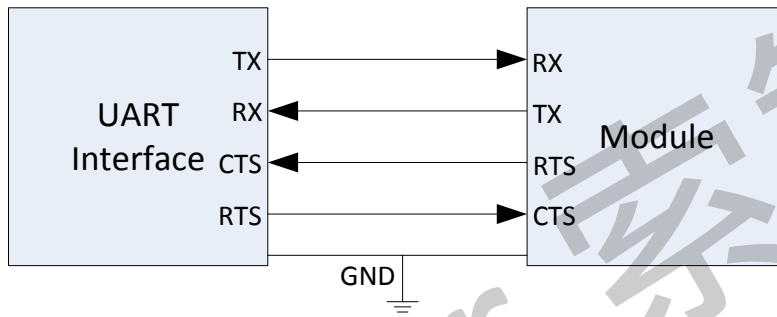 TX
RX
UART
Interface
RX
TX
Module
CTS
RTS
RTS
CTS
GND